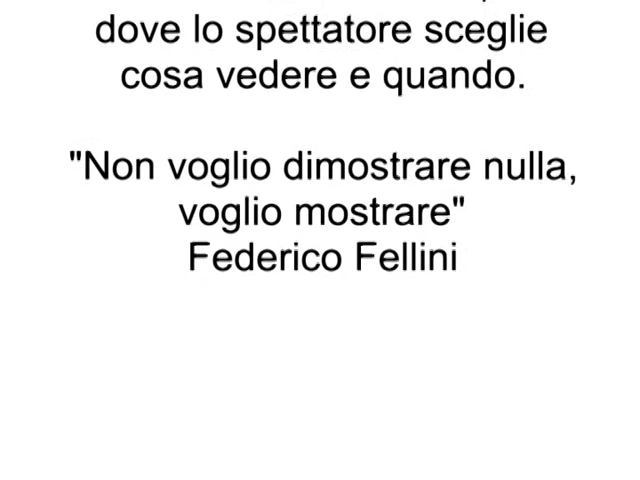 dove lo spettatore sceglie
cosa vedere e quando.
"Non voglio dimostrare nulla,
voglio mostrare"
Federico Fellini